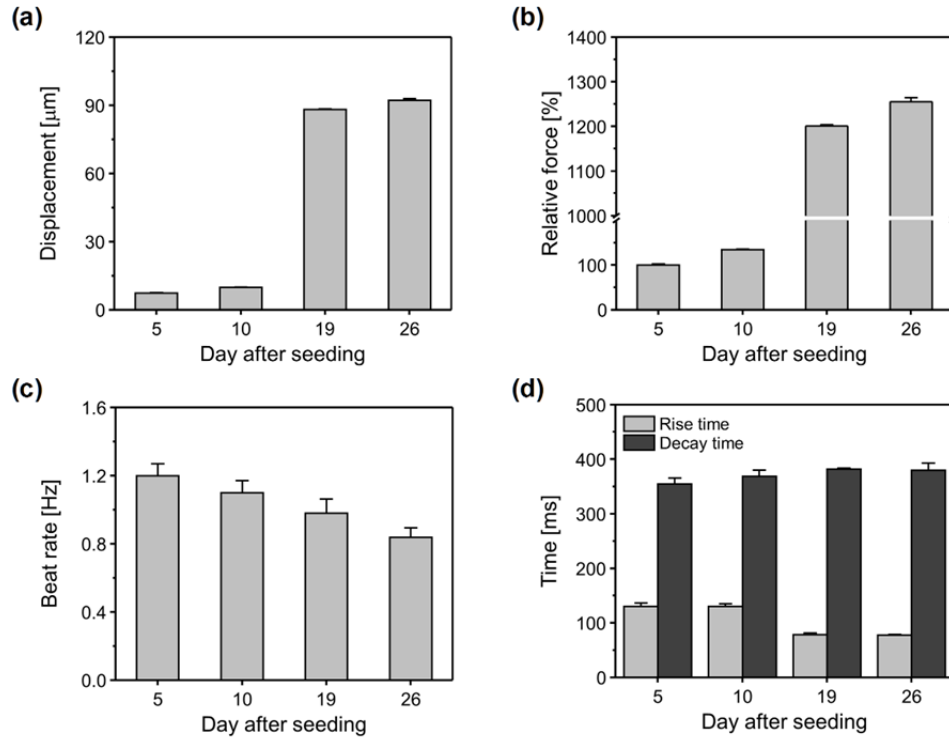 (a)
Displacement [μm]
120
90
60
30
0
5 10 19 26
Day after seeding
(b)
Relative force [%]
1400
1300
1200
1100
1000
100
0
5 10 19 26
Day after seeding
(c)
Beat rate [Hz]
1.6
1.2
0.8
0.4
0.0
5 10 19 26
Day after seeding
(d)
Time [ms]
500
400
300
200
100
0
Rise time
Decay time
5 10 19 26
Day after seeding